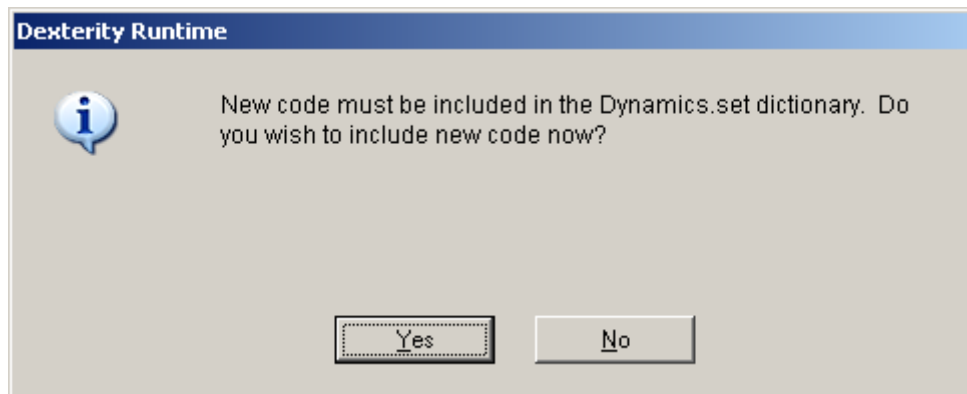 Dexterity Runtime
New code must be included in the Dynamics.set dictionary.  Do
you wish to include new code now?
Yes
No